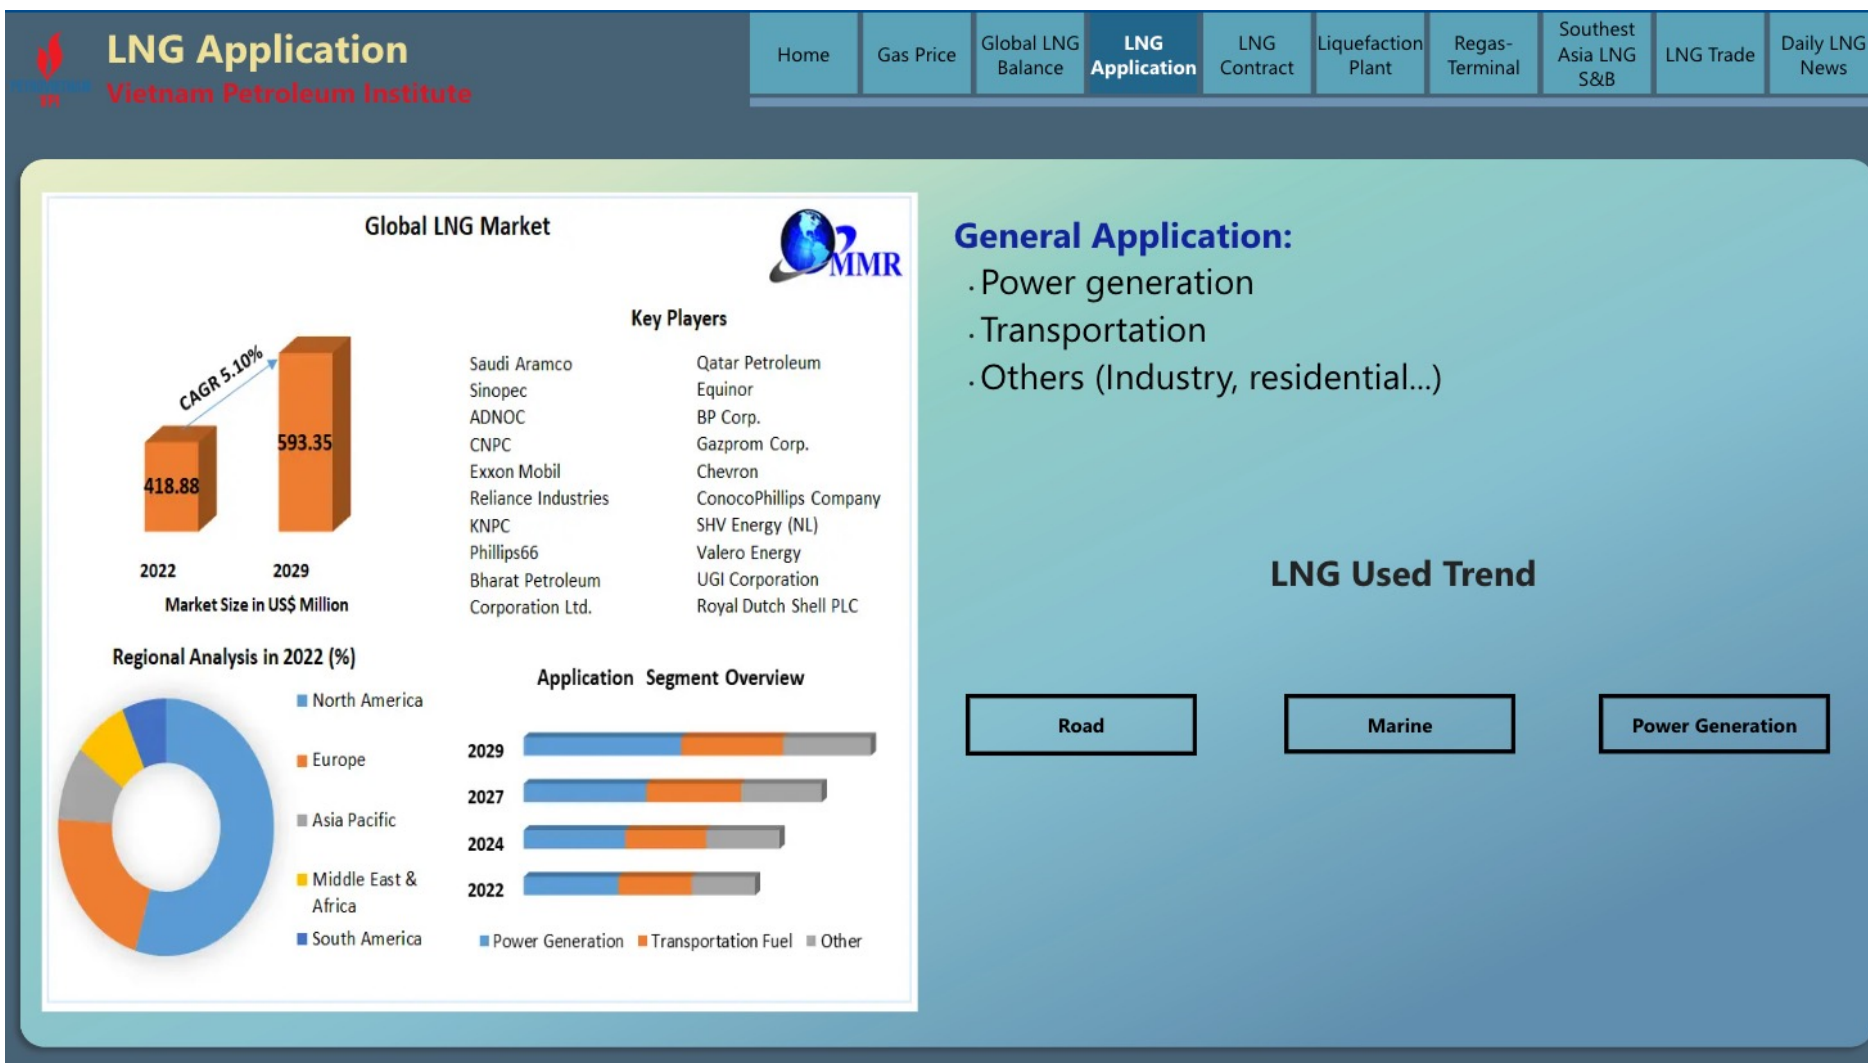 LNG Application
Vietnam Petroleum Institute
VPI
Home
Gas Price
Global LNG
Balance
LNG
Application
LNG
Contract
Liquefaction
Plant
Regas-
Terminal
Southest
Asia LNG
S&B
LNG Trade
Daily LNG
News
Global LNG Market
MMR
CAGR 5.10%
418.88
593.35
2022
2029
Market Size in US$ Million
Key Players
Saudi Aramco
Sinopec
ADNOC
CNPC
Exxon Mobil
Reliance Industries
KNPC
Phillips66
Bharat Petroleum
Corporation Ltd.
Qatar Petroleum
Equinor
BP Corp.
Gazprom Corp.
Chevron
ConocoPhillips Company
SHV Energy (NL)
Valero Energy
UGI Corporation
Royal Dutch Shell PLC
Regional Analysis in 2022 (%)
North America
Europe
Asia Pacific
Middle East &
Africa
South America
Application Segment Overview
2029
2027
2024
2022
Power Generation
Transportation Fuel
Other
General Application:
· Power generation
· Transportation
· Others (Industry, residential...)
LNG Used Trend
Road
Marine
Power Generation